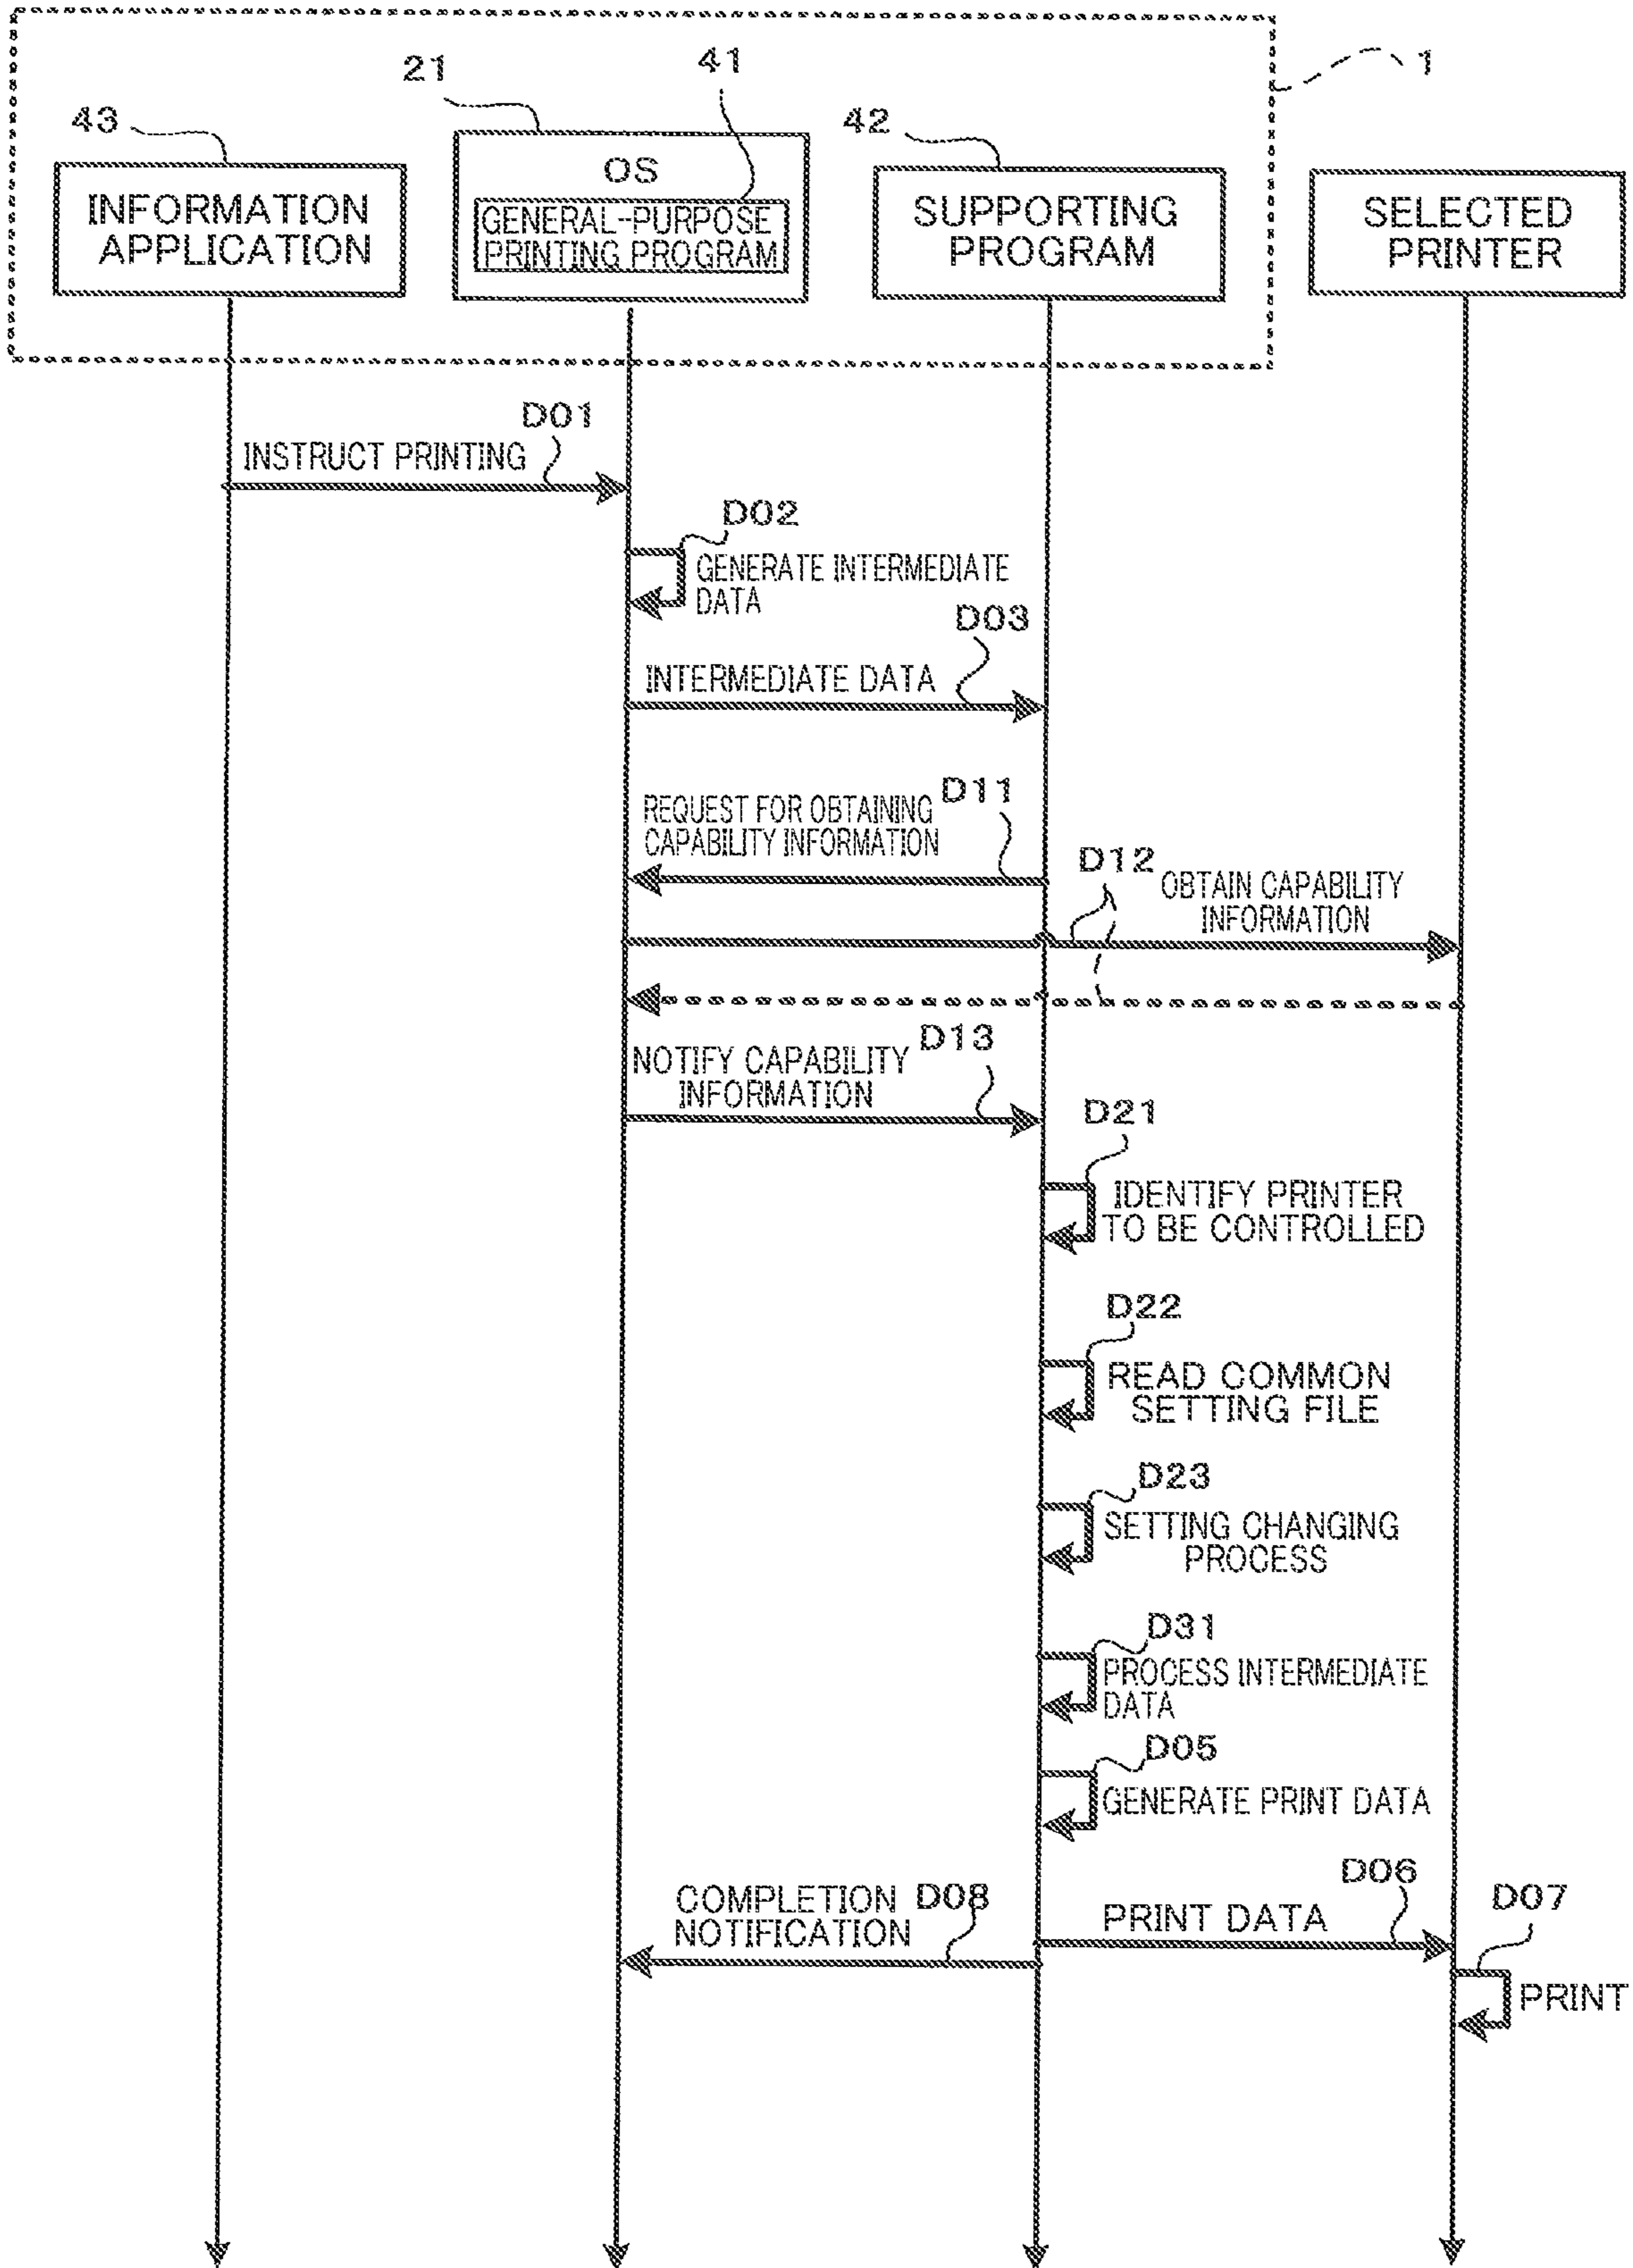 1
21
41
43
42
OS
INFORMATION
APPLICATION
GENERAL-PURPOSE
PRINTING PROGRAM
SUPPORTING
PROGRAM
SELECTED
PRINTER
D01
INSTRUCT PRINTING
D02
GENERATE INTERMEDIATE
DATA
D03
INTERMEDIATE DATA
D11
REQUEST FOR OBTAINING
CAPABILITY INFORMATION
D12
OBTAIN CAPABILITY
INFORMATION
D13
NOTIFY CAPABILITY
INFORMATION
D21
IDENTIFY PRINTER
TO BE CONTROLLED
D22
READ COMMON
SETTING FILE
D23
SETTING CHANGING
PROCESS
D31
PROCESS INTERMEDIATE
DATA
D05
GENERATE PRINT DATA
D06
PRINT DATA
D08
COMPLETION
NOTIFICATION
D07
PRINT